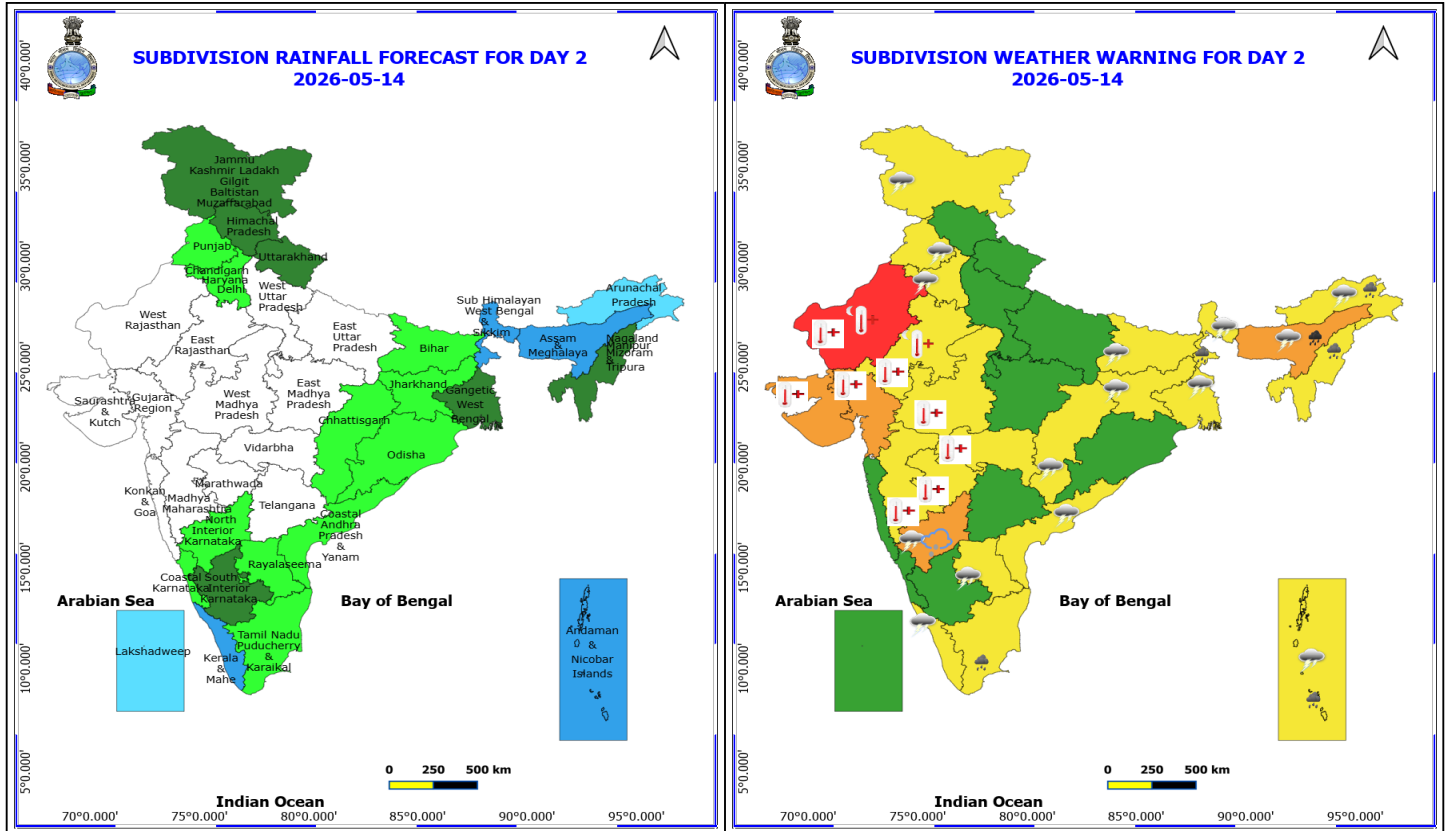 SUBDIVISION RAINFALL FORECAST FOR DAY 2
2026-05-14
40°0.000'
35°0.000'
30°0.000'
25°0.000'
20°0.000'
15°0.000'
10°0.000'
5°0.000'
Jammu
Kashmir Ladakh
Gilgit
Baltistan
Muzaffarabad
Himachal
Pradesh
Punjab
Uttarakhand
Chandigarh
Haryana
Delhi
West
Uttar
Pradesh
Arunachal
Pradesh
Sub Himalayan
West Bengal
&
Sikkim
West
Rajasthan
East
Rajasthan
East
Uttar
Pradesh
Bihar
Assam
&
Meghalaya
Nagaland
Manipur
Mizoram
&
Tripura
Saurashtra
&
Kutch
Gujarat
Region
West
Madhya
Pradesh
East
Madhya
Pradesh
Jharkhand
Gangetic
West
Bengal
Chhattisgarh
Vidarbha
Odisha
Konkan
&
Goa
Marathwada
Madhya
Maharashtra
Telangana
North
Interior
Karnataka
Coastal
Andhra
Pradesh
&
Yanam
Rayalaseema
Coastal
Karnataka
South
Interior
Karnataka
Arabian Sea
Bay of Bengal
Lakshadweep
Kerala
&
Mahe
Tamil Nadu
Puducherry
&
Karaikal
Andaman
&
Nicobar
Islands
0 250 500 km
Indian Ocean
70°0.000' 75°0.000' 80°0.000' 85°0.000' 90°0.000' 95°0.000'
SUBDIVISION WEATHER WARNING FOR DAY 2
2026-05-14
40°0.000'
35°0.000'
30°0.000'
25°0.000'
20°0.000'
15°0.000'
10°0.000'
5°0.000'
Arabian Sea
Bay of Bengal
0 250 500 km
Indian Ocean
70°0.000' 75°0.000' 80°0.000' 85°0.000' 90°0.000' 95°0.000'